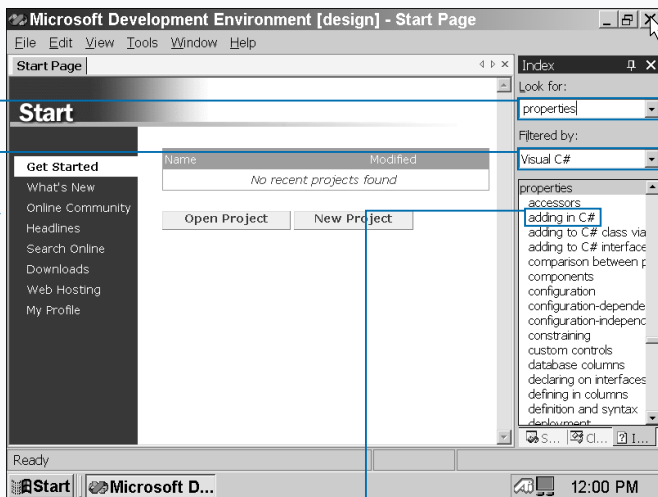 Microsoft Development Environment [design] - Start Page
File Edit View Tools Window Help
Start Page
Start
Get Started
What's New
Online Community
Headlines
Search Online
Downloads
Web Hosting
My Profile
Name Modified
No recent projects found
Open Project New Project
Index
Look for:
properties
Filtered by:
Visual C#
properties
accessors
adding in C#
adding to C# class via
adding to C# interface
comparison between p
components
configuration
configuration-depende
configuration-independ
constraining
custom controls
database columns
declaring on interfaces
defining in columns
definition and syntax
deployment
S... Cl... I...
Ready
Start Microsoft D... 12:00 PM